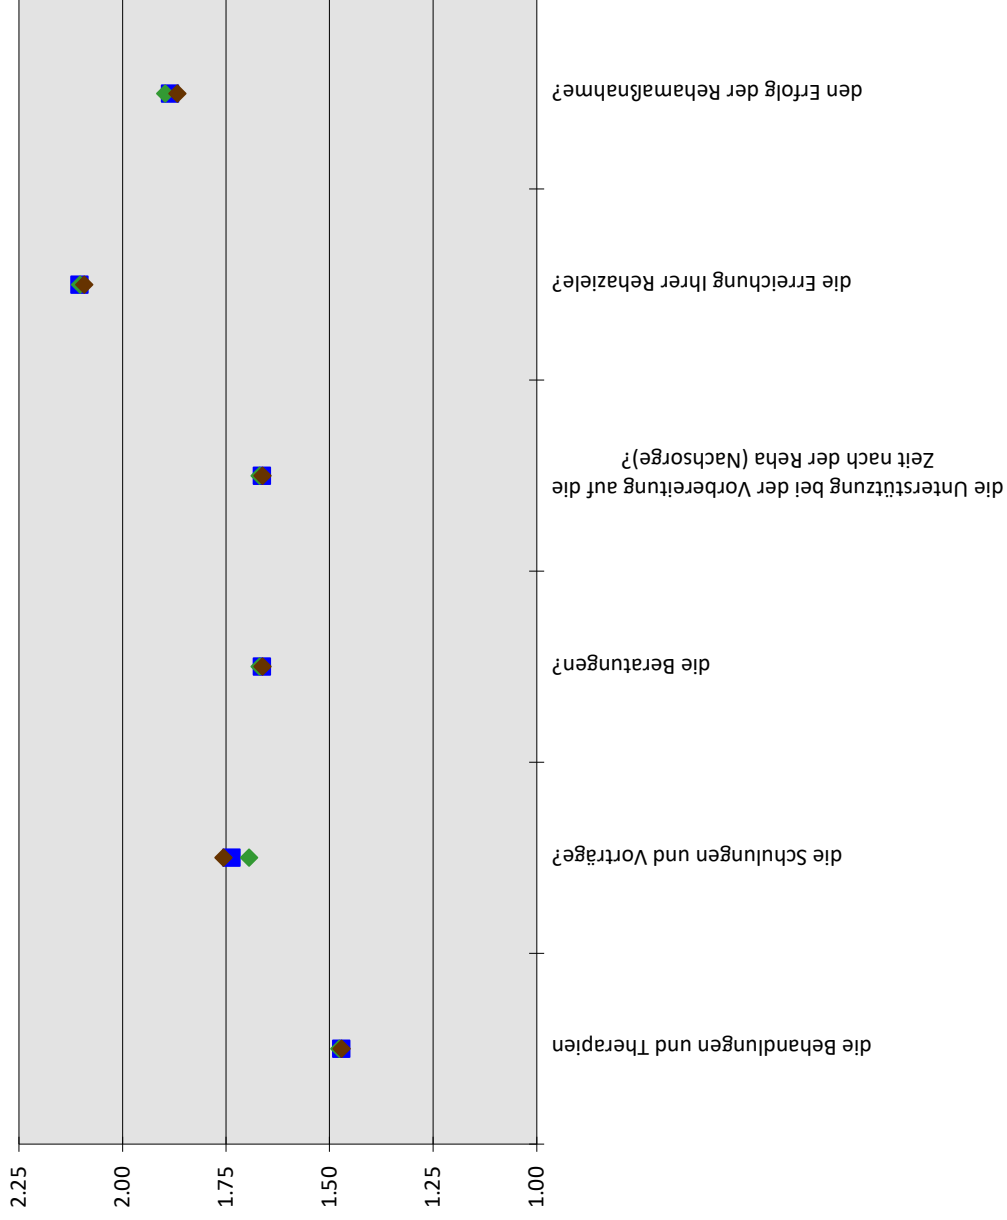 den Erfolg der Rehamaßnahme?
die Erreichung Ihrer Rehaziele?
die Unterstützung bei der Vorbereitung auf die
Zeit nach der Reha (Nachsorge)?
die Beratungen?
die Schulungen und Vorträge?
die Behandlungen und Therapien
2.25
2.00
1.75
1.50
1.25
1.00